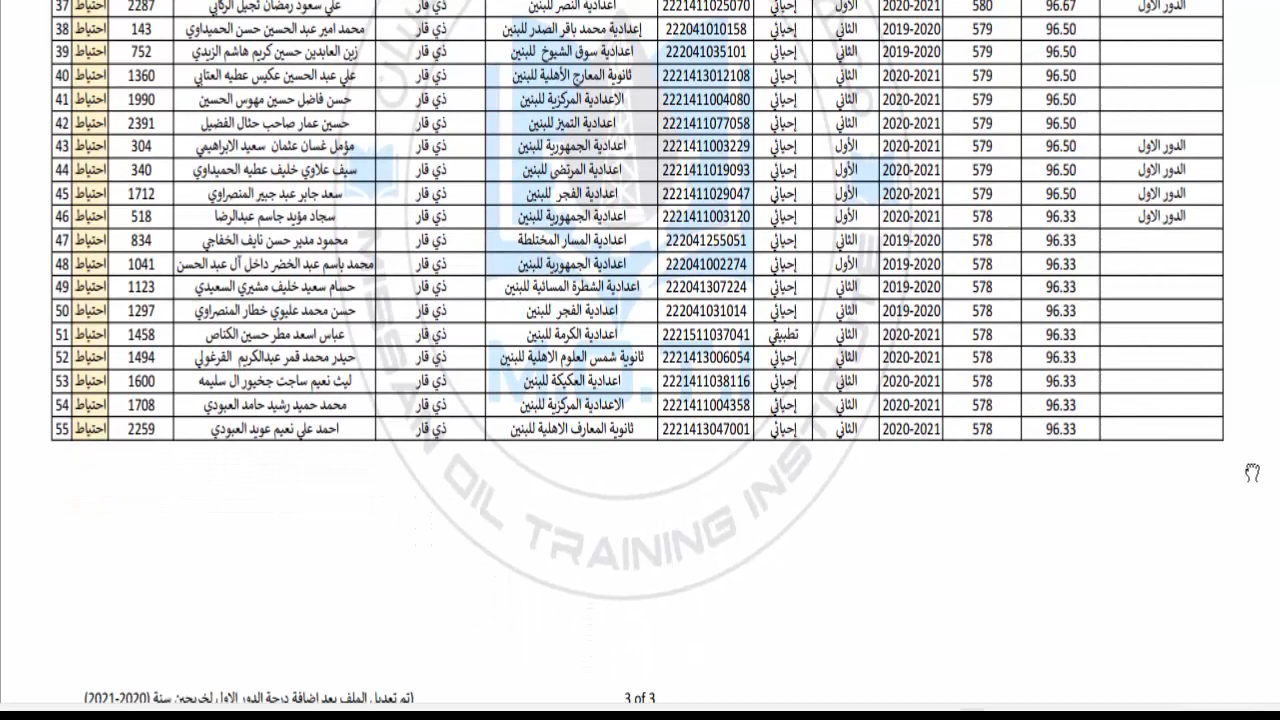 37 احتياط 2287 علي سعود رمضان تجيل الركابي ذي قار اعدادية النصر للبنين 2221411025070 إحيائي الأول 2020-2021 580 96.67 الدور الاول
38 احتياط 143 محمد امير عبد الحسين حسن الحميداوي ذي قار إعدادية محمد باقر الصدر للبنين 222041010158 إحيائي الثاني 2019-2020 579 96.50
39 احتياط 752 زين العابدين حسين كريم هاشم الزيدي ذي قار اعدادية سوق الشيوخ للبنين 222041035101 إحيائي الثاني 2019-2020 579 96.50
40 احتياط 1360 علي عبد الحسين عكيس عطيه العتابي ذي قار ثانوية المعارج الأهلية للبنين 2221413012108 إحيائي الثاني 2020-2021 579 96.50
41 احتياط 1990 حسن فاضل حسين مهوس الحسين ذي قار الاعدادية المركزية للبنين 2221411004080 إحيائي الثاني 2020-2021 579 96.50
42 احتياط 2391 حسين عمار صاحب حثال الفضيل ذي قار اعدادية التميز للبنين 2221411077058 إحيائي الثاني 2020-2021 579 96.50
43 احتياط 304 مؤمل غسان عثمان سعيد الابراهيمي ذي قار اعدادية الجمهورية للبنين 2221411003229 إحيائي الأول 2020-2021 579 96.50 الدور الاول
44 احتياط 340 سيف علاوي خليف عطيه الحميداوي ذي قار اعدادية المرتضى للبنين 2221411019093 إحيائي الأول 2020-2021 579 96.50 الدور الاول
45 احتياط 1712 سعد جابر عبد جبير المنصراوي ذي قار اعدادية الفجر للبنين 2221411029047 إحيائي الأول 2020-2021 579 96.50 الدور الاول
46 احتياط 518 سجاد مؤيد جاسم عبدالرضا ذي قار اعدادية الجمهورية للبنين 2221411003120 إحيائي الأول 2020-2021 578 96.33 الدور الاول
47 احتياط 834 محمود مدير حسن نايف الخفاجي ذي قار اعدادية المسار المختلطة 222041255051 إحيائي الثاني 2019-2020 578 96.33
48 احتياط 1041 محمد باسم عبد الخضر داخل آل عبد الحسن ذي قار اعدادية الجمهورية للبنين 222041002274 إحيائي الأول 2019-2020 578 96.33
49 احتياط 1123 حسام سعيد خليف مشيري السعيدي ذي قار اعدادية الشطرة المسائية للبنين 222041307224 إحيائي الثاني 2019-2020 578 96.33
50 احتياط 1297 حسن محمد عليوي خطار المنصراوي ذي قار اعدادية الفجر للبنين 222041031014 إحيائي الثاني 2019-2020 578 96.33
51 احتياط 1458 عباس اسعد مطر حسين الكناص ذي قار اعدادية الكرمة للبنين 2221511037041 تطبيقي الثاني 2020-2021 578 96.33
52 احتياط 1494 حيدر محمد قمر عبدالكريم القرغولي ذي قار ثانوية شمس العلوم الاهلية للبنين 2221413006054 إحيائي الثاني 2020-2021 578 96.33
53 احتياط 1600 ليث نعيم ساجت جخيور ال سليمه ذي قار اعدادية العكيكة للبنين 2221411038116 إحيائي الثاني 2020-2021 578 96.33
54 احتياط 1708 محمد حميد رشيد حامد العبودي ذي قار الاعدادية المركزية للبنين 2221411004358 إحيائي الثاني 2020-2021 578 96.33
55 احتياط 2259 احمد علي نعيم عويد العبودي ذي قار ثانوية المعارف الاهلية للبنين 2221413047001 إحيائي الثاني 2020-2021 578 96.33
M.O.T.I
MISSAN OIL TRAINING INSTITUTE
3 of 3
(تم تعديل الملف بعد اضافة درجة الدور الاول لخريجين سنة (2020-2021)